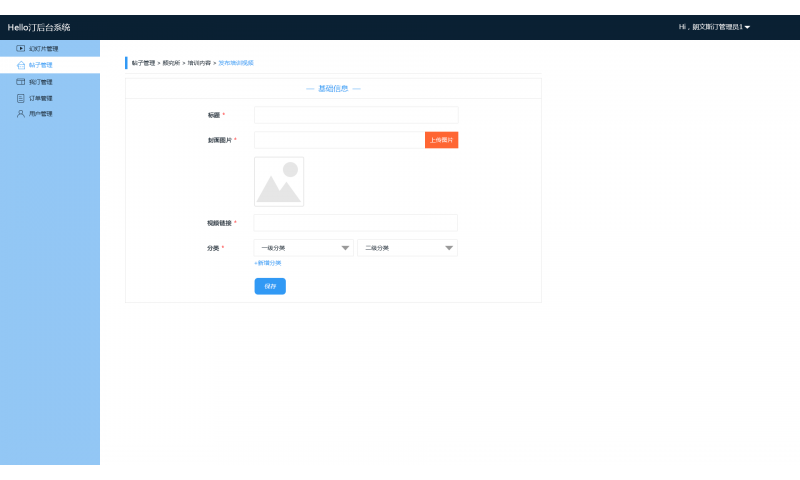 Hello汀后台系统
Hi，朗文斯汀管理员1
幻灯片管理
帖子管理
我汀管理
订单管理
用户管理
帖子管理 > 颜究所 > 培训内容 > 发布培训视频
— 基础信息 —
标题 *
封面图片 *
上传图片
视频链接 *
分类 *
一级分类
二级分类
+新增分类
保存